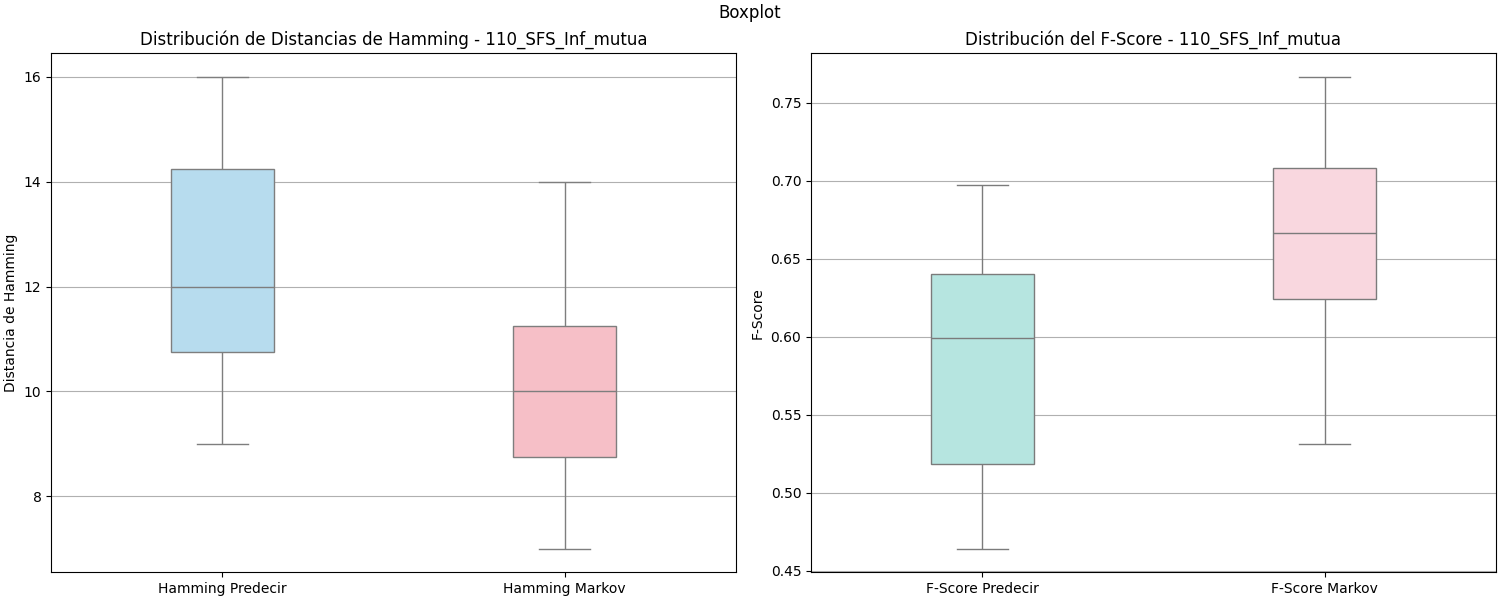 Boxplot
Distribución de Distancias de Hamming - 110_SFS_Inf_mutua
Distancia de Hamming
16
14
12
10
8
Hamming Predecir
Hamming Markov
Distribución del F-Score - 110_SFS_Inf_mutua
F-Score
0.75
0.70
0.65
0.60
0.55
0.50
0.45
F-Score Predecir
F-Score Markov